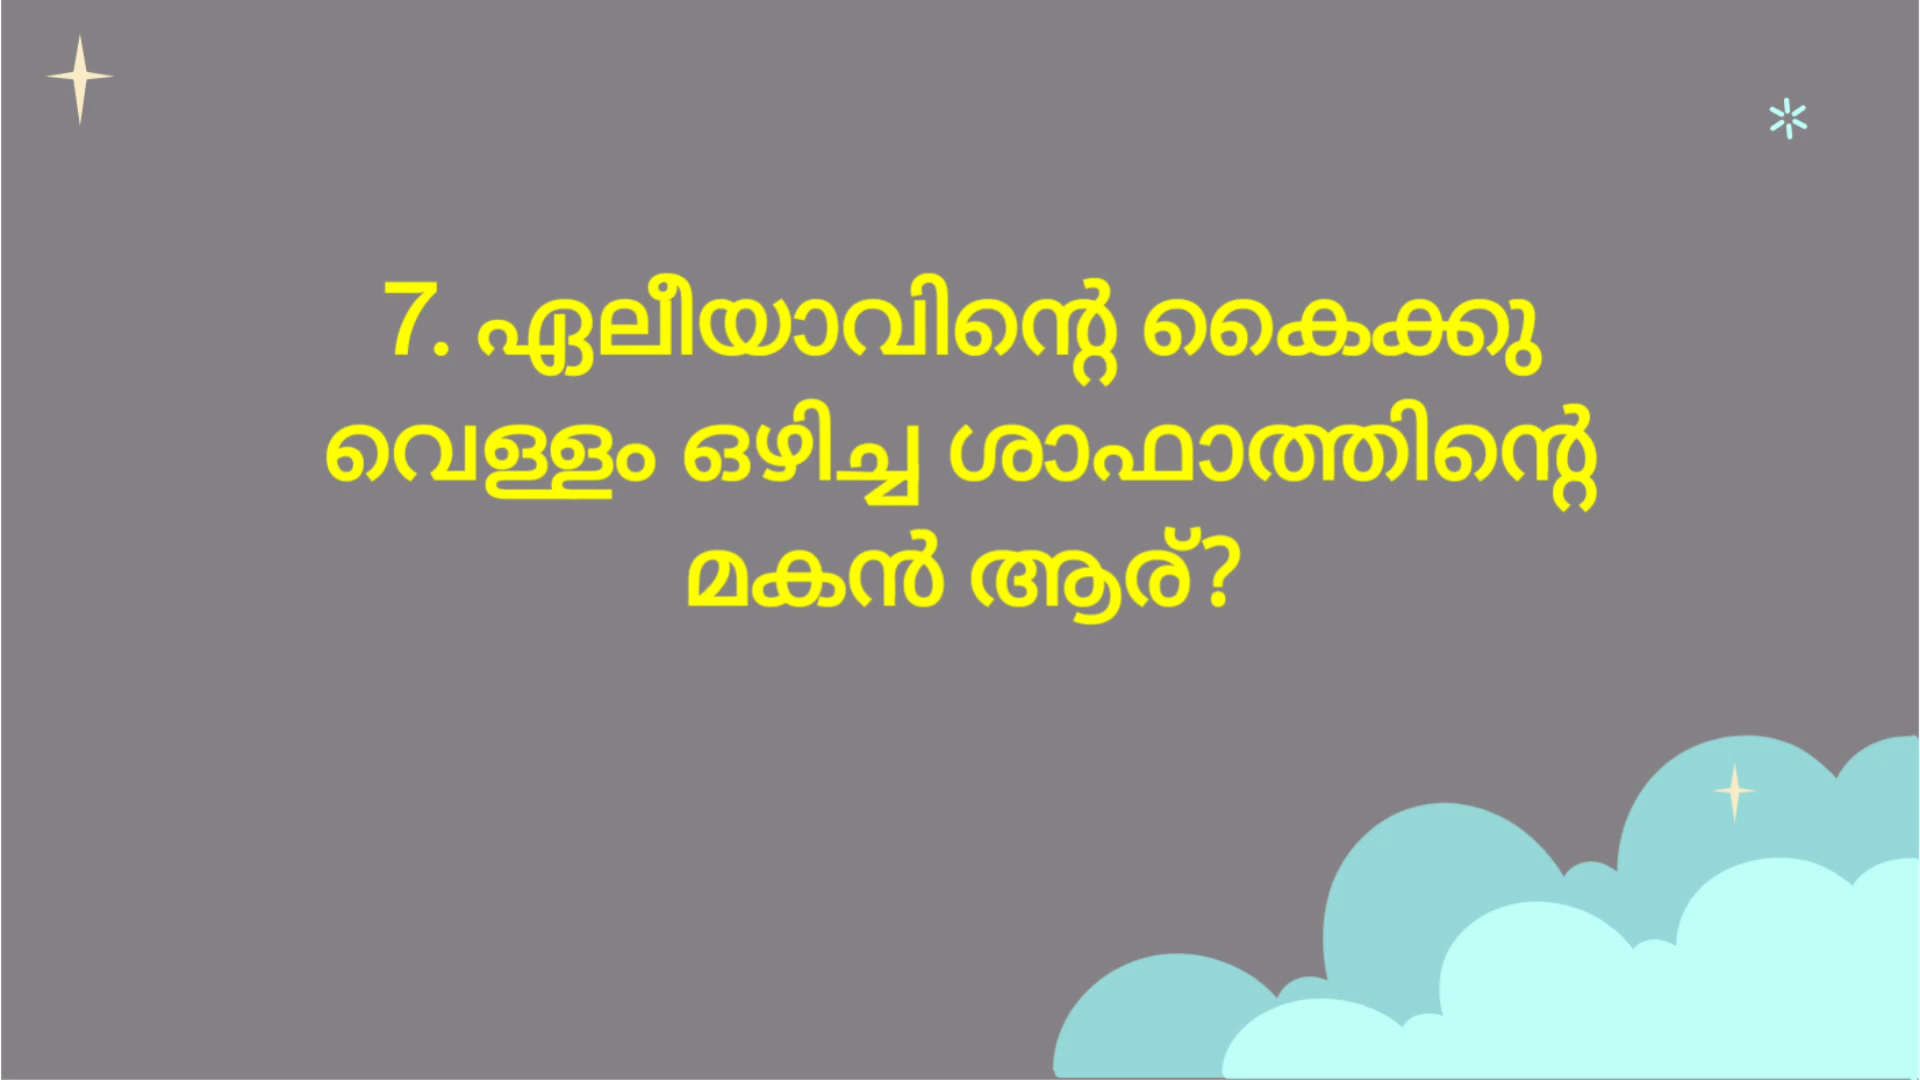 7. ഏലീയാവിന്റെ കൈക്കു
വെള്ളം ഒഴിച്ച ശാഫാത്തിന്റെ
മകൻ ആര്?